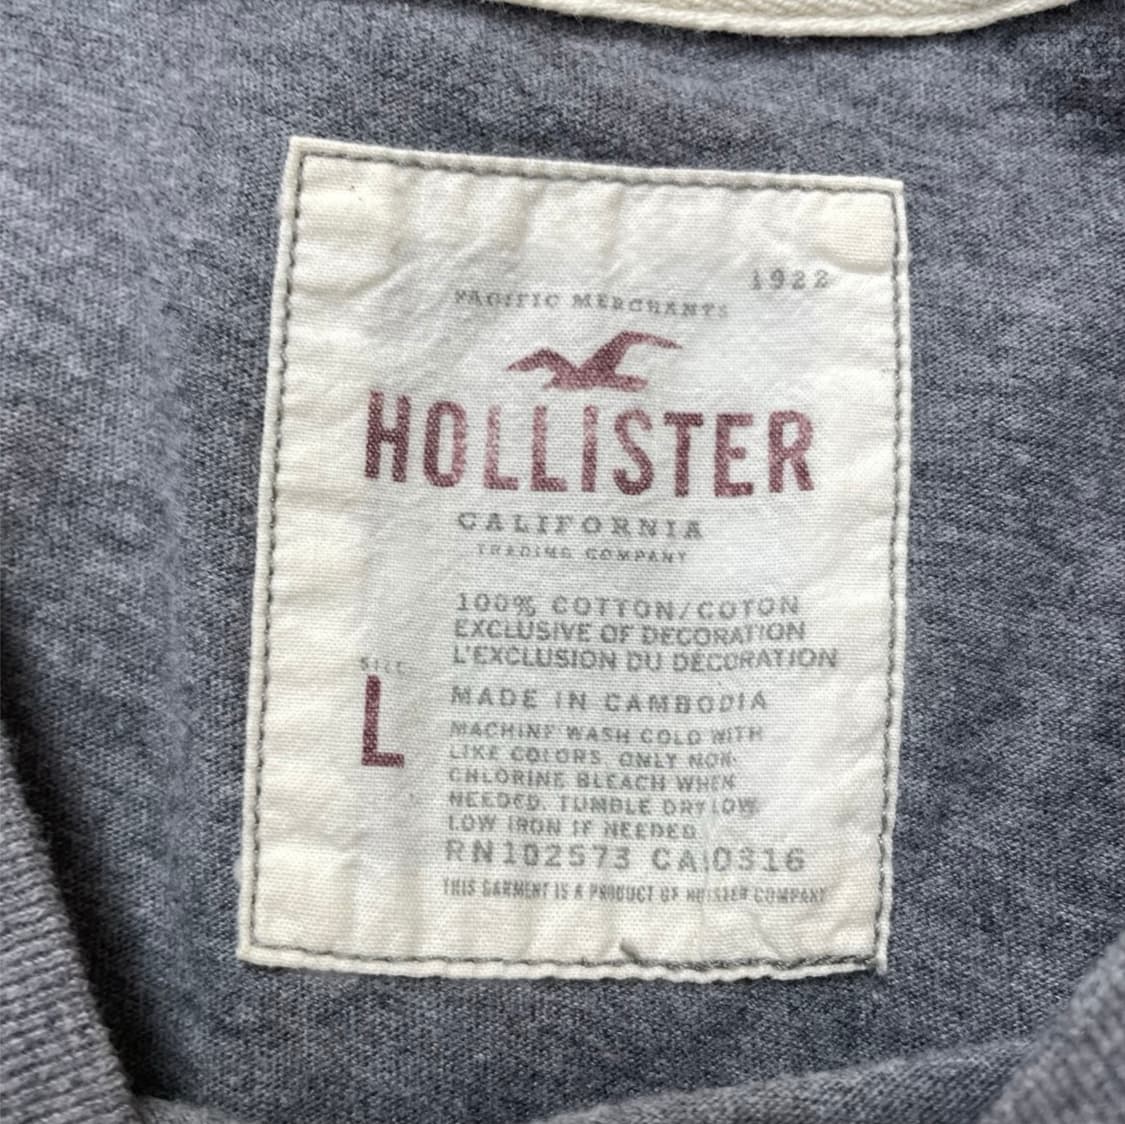 1922
PACIFIC MERCHANTS
HOLLISTER
CALIFORNIA
TRADING COMPANY
100% COTTON/COTON
EXCLUSIVE OF DECORATION
L'EXCLUSION DU DÉCORATION
SIZE
L
MADE IN CAMBODIA
MACHINE WASH COLD WITH
LIKE COLORS. ONLY NON-
CHLORINE BLEACH WHEN
NEEDED. TUMBLE DRY LOW.
LOW IRON IF NEEDED.
RN102573 CA
THIS GARMENT IS A PRODUCT OF HOLLISTER COMPANY